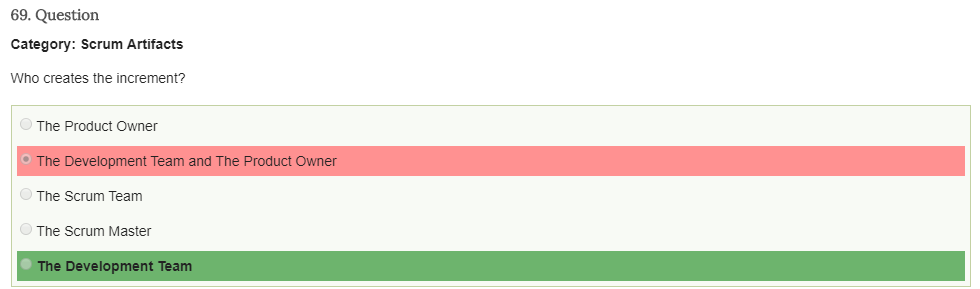 69. Question
Category: Scrum Artifacts
Who creates the increment?
The Product Owner
The Development Team and The Product Owner
The Scrum Team
The Scrum Master
The Development Team